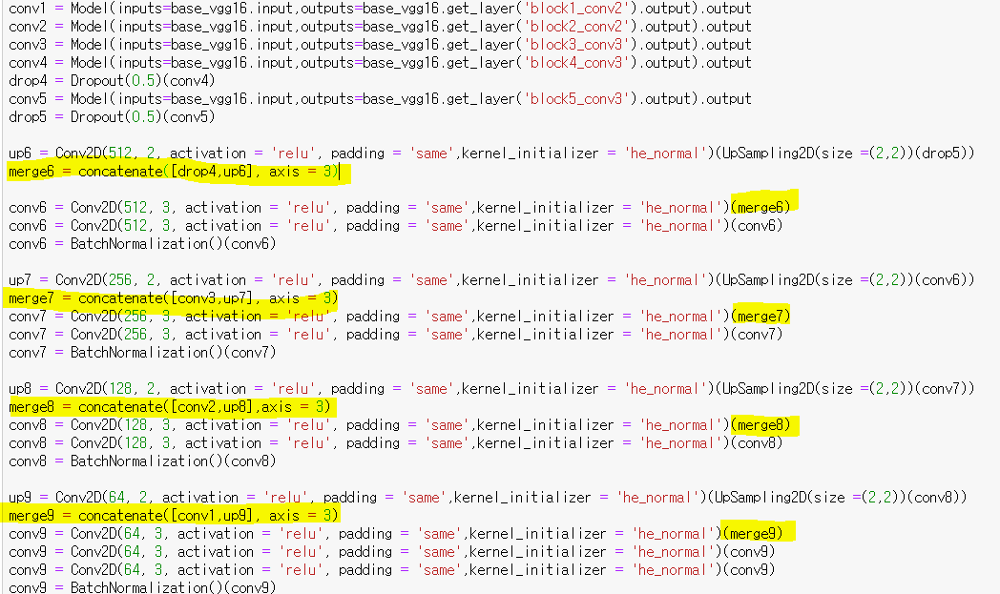 conv1 = Model(inputs=base_vgg16.input,outputs=base_vgg16.get_layer('block1_conv2').output).output
conv2 = Model(inputs=base_vgg16.input,outputs=base_vgg16.get_layer('block2_conv2').output).output
conv3 = Model(inputs=base_vgg16.input,outputs=base_vgg16.get_layer('block3_conv3').output).output
conv4 = Model(inputs=base_vgg16.input,outputs=base_vgg16.get_layer('block4_conv3').output).output
drop4 = Dropout(0.5)(conv4)
conv5 = Model(inputs=base_vgg16.input,outputs=base_vgg16.get_layer('block5_conv3').output).output
drop5 = Dropout(0.5)(conv5)
up6 = Conv2D(512, 2, activation = 'relu', padding = 'same',kernel_initializer = 'he_normal')(UpSampling2D(size =(2,2))(drop5))
merge6 = concatenate([drop4,up6], axis = 3)
conv6 = Conv2D(512, 3, activation = 'relu', padding = 'same',kernel_initializer = 'he_normal')(merge6)
conv6 = Conv2D(512, 3, activation = 'relu', padding = 'same',kernel_initializer = 'he_normal')(conv6)
conv6 = BatchNormalization()(conv6)
up7 = Conv2D(256, 2, activation = 'relu', padding = 'same',kernel_initializer = 'he_normal')(UpSampling2D(size =(2,2))(conv6))
merge7 = concatenate([conv3,up7], axis = 3)
conv7 = Conv2D(256, 3, activation = 'relu', padding = 'same',kernel_initializer = 'he_normal')(merge7)
conv7 = Conv2D(256, 3, activation = 'relu', padding = 'same',kernel_initializer = 'he_normal')(conv7)
conv7 = BatchNormalization()(conv7)
up8 = Conv2D(128, 2, activation = 'relu', padding = 'same',kernel_initializer = 'he_normal')(UpSampling2D(size =(2,2))(conv7))
merge8 = concatenate([conv2,up8],axis = 3)
conv8 = Conv2D(128, 3, activation = 'relu', padding = 'same',kernel_initializer = 'he_normal')(merge8)
conv8 = Conv2D(128, 3, activation = 'relu', padding = 'same',kernel_initializer = 'he_normal')(conv8)
conv8 = BatchNormalization()(conv8)
up9 = Conv2D(64, 2, activation = 'relu', padding = 'same',kernel_initializer = 'he_normal')(UpSampling2D(size =(2,2))(conv8))
merge9 = concatenate([conv1,up9], axis = 3)
conv9 = Conv2D(64, 3, activation = 'relu', padding = 'same',kernel_initializer = 'he_normal')(merge9)
conv9 = Conv2D(64, 3, activation = 'relu', padding = 'same',kernel_initializer = 'he_normal')(conv9)
conv9 = Conv2D(64, 3, activation = 'relu', padding = 'same',kernel_initializer = 'he_normal')(conv9)
conv9 = BatchNormalization()(conv9)